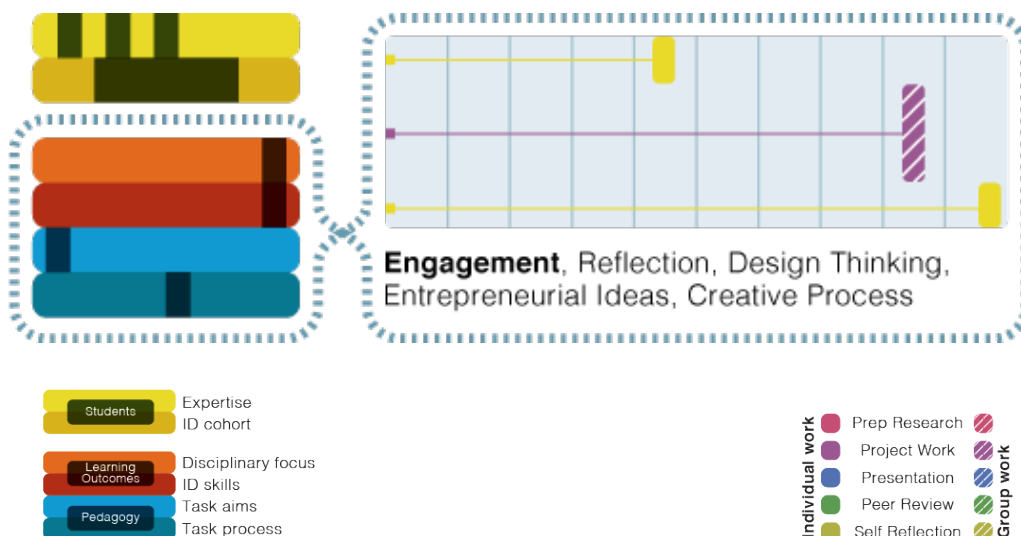 Engagement, Reflection, Design Thinking,
Entrepreneurial Ideas, Creative Process
Students
Expertise
ID cohort
Learning
Outcomes
Disciplinary focus
ID skills
Pedagogy
Task aims
Task process
Individual work
Prep Research
Project Work
Presentation
Peer Review
Self Reflection
Group work